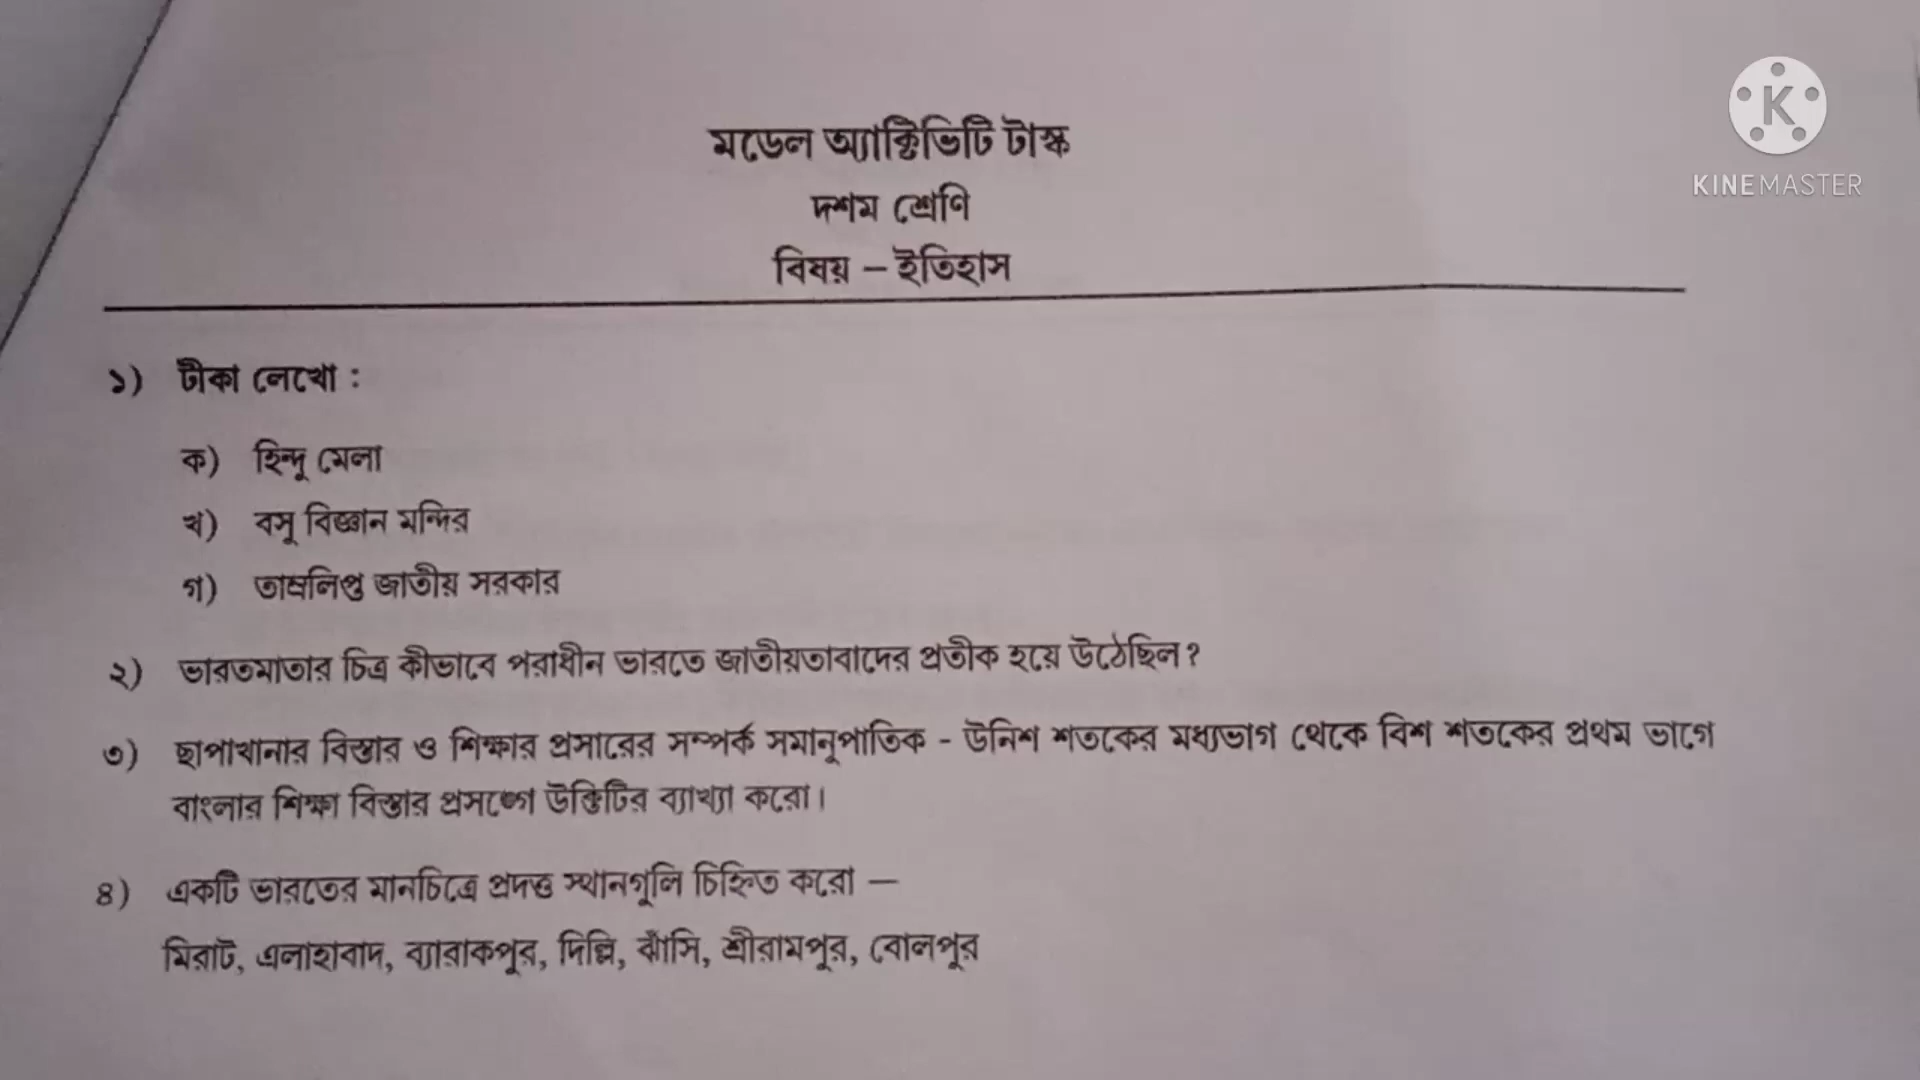 মডেল অ্যাক্টিভিটি টাস্ক
দশম শ্রেণি
বিষয় – ইতিহাস
KINEMASTER
১) টীকা লেখো :
ক) হিন্দু মেলা
খ) বসু বিজ্ঞান মন্দির
গ) তাম্রলিপ্ত জাতীয় সরকার
২) ভারতমাতার চিত্র কীভাবে পরাধীন ভারতে জাতীয়তাবাদের প্রতীক হয়ে উঠেছিল?
৩) ছাপাখানার বিস্তার ও শিক্ষার প্রসারের সম্পর্ক সমানুপাতিক - উনিশ শতকের মধ্যভাগ থেকে বিশ শতকের প্রথম ভাগে
বাংলার শিক্ষা বিস্তার প্রসঙ্গে উক্তিটির ব্যাখ্যা করো।
৪) একটি ভারতের মানচিত্রে প্রদত্ত স্থানগুলি চিহ্নিত করো —
মিরাট, এলাহাবাদ, ব্যারাকপুর, দিল্লি, ঝাঁসি, শ্রীরামপুর, বোলপুর